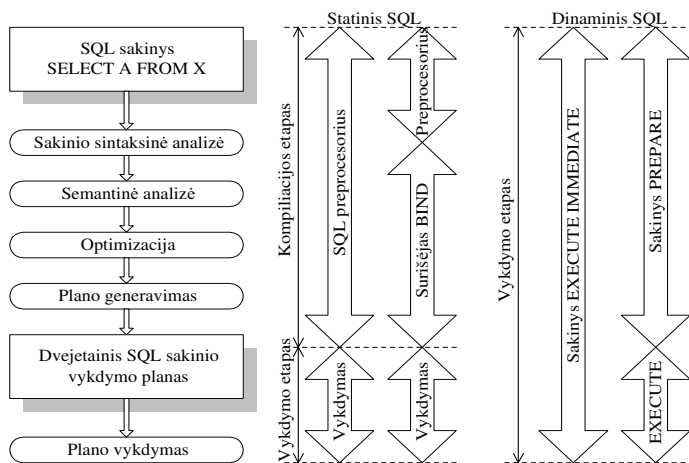 Statinis SQL
Dinaminis SQL
SQL sakinys
SELECT A FROM X
Sakinio sintaksinė analizė
Semantinė analizė
Optimizacija
Plano generavimas
Dvejetainis SQL sakinio
vykdymo planas
Plano vykdymas
Kompiliacijos etapas
Vykdymo etapas
SQL preprocesorius
Vykdymas
Preprocesorius
Surišėjas BIND
Vykdymas
Vykdymo etapas
Sakinys EXECUTE IMMEDIATE
Sakinys PREPARE
EXECUTE